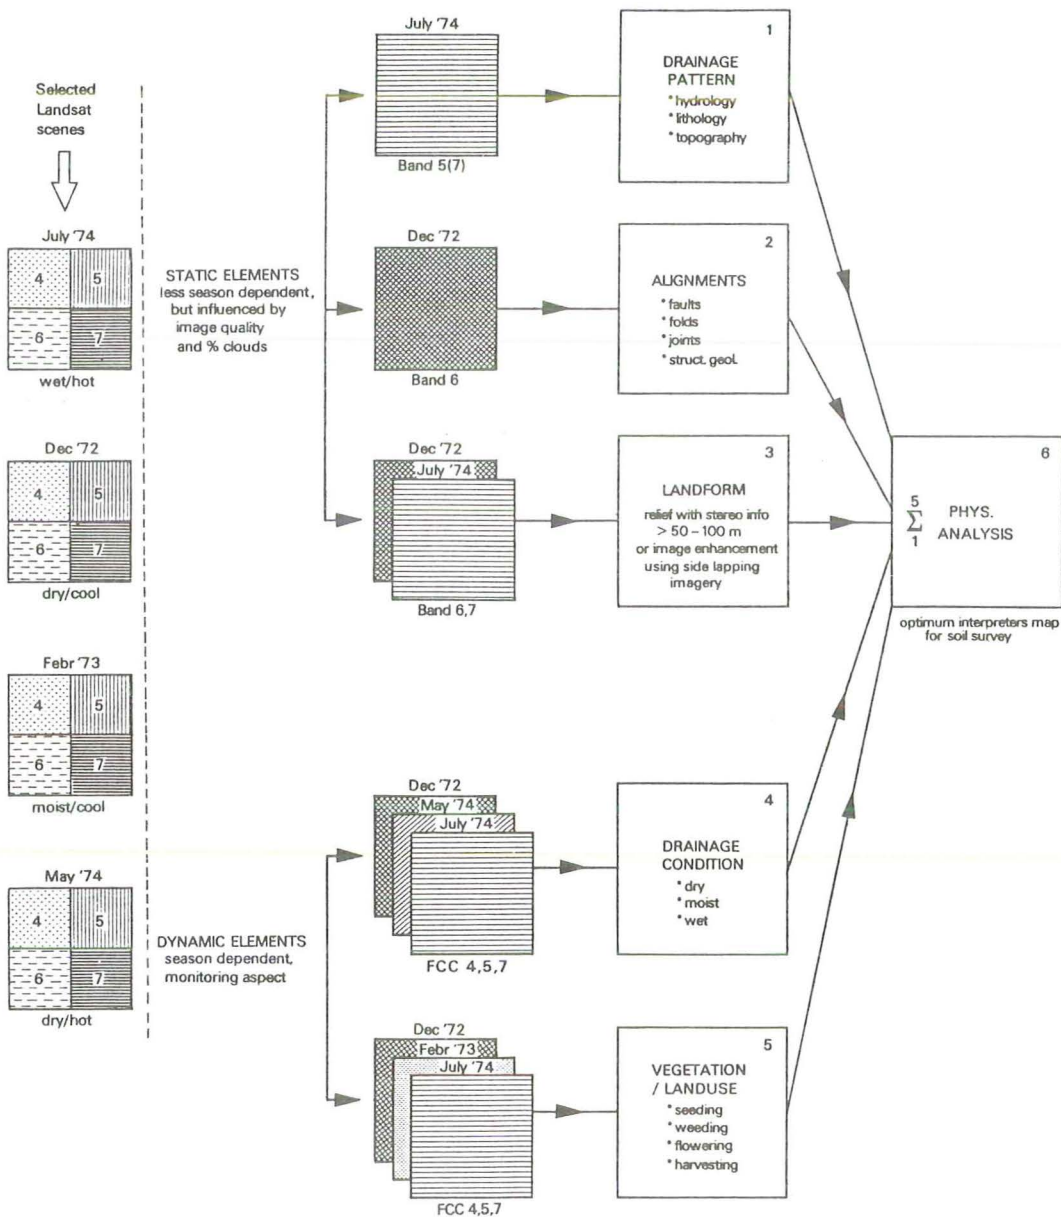 Selected
Landsat
scenes
July '74
4
5
6
7
wet/hot
Dec '72
4
5
6
7
dry/cool
Febr '73
4
5
6
7
moist/cool
May '74
4
5
6
7
dry/hot
STATIC ELEMENTS
less season dependent,
but influenced by
image quality
and % clouds
DYNAMIC ELEMENTS
season dependent,
monitoring aspect
July '74
Band 5(7)
1
DRAINAGE
PATTERN
* hydrology
* lithology
* topography
Dec '72
Band 6
2
ALIGNMENTS
* faults
* folds
* joints
* struct. geol.
Dec '72
July '74
Band 6,7
3
LANDFORM
relief with stereo info
> 50 – 100 m
or image enhancement
using side lapping
imagery
Dec '72
May '74
July '74
FCC 4,5,7
4
DRAINAGE
CONDITION
* dry
* moist
* wet
Dec '72
Febr '73
July '74
FCC 4,5,7
5
VEGETATION
/ LANDUSE
* seeding
* weeding
* flowering
* harvesting
6
5
Σ
1
PHYS.
ANALYSIS
optimum interpreters map
for soil survey